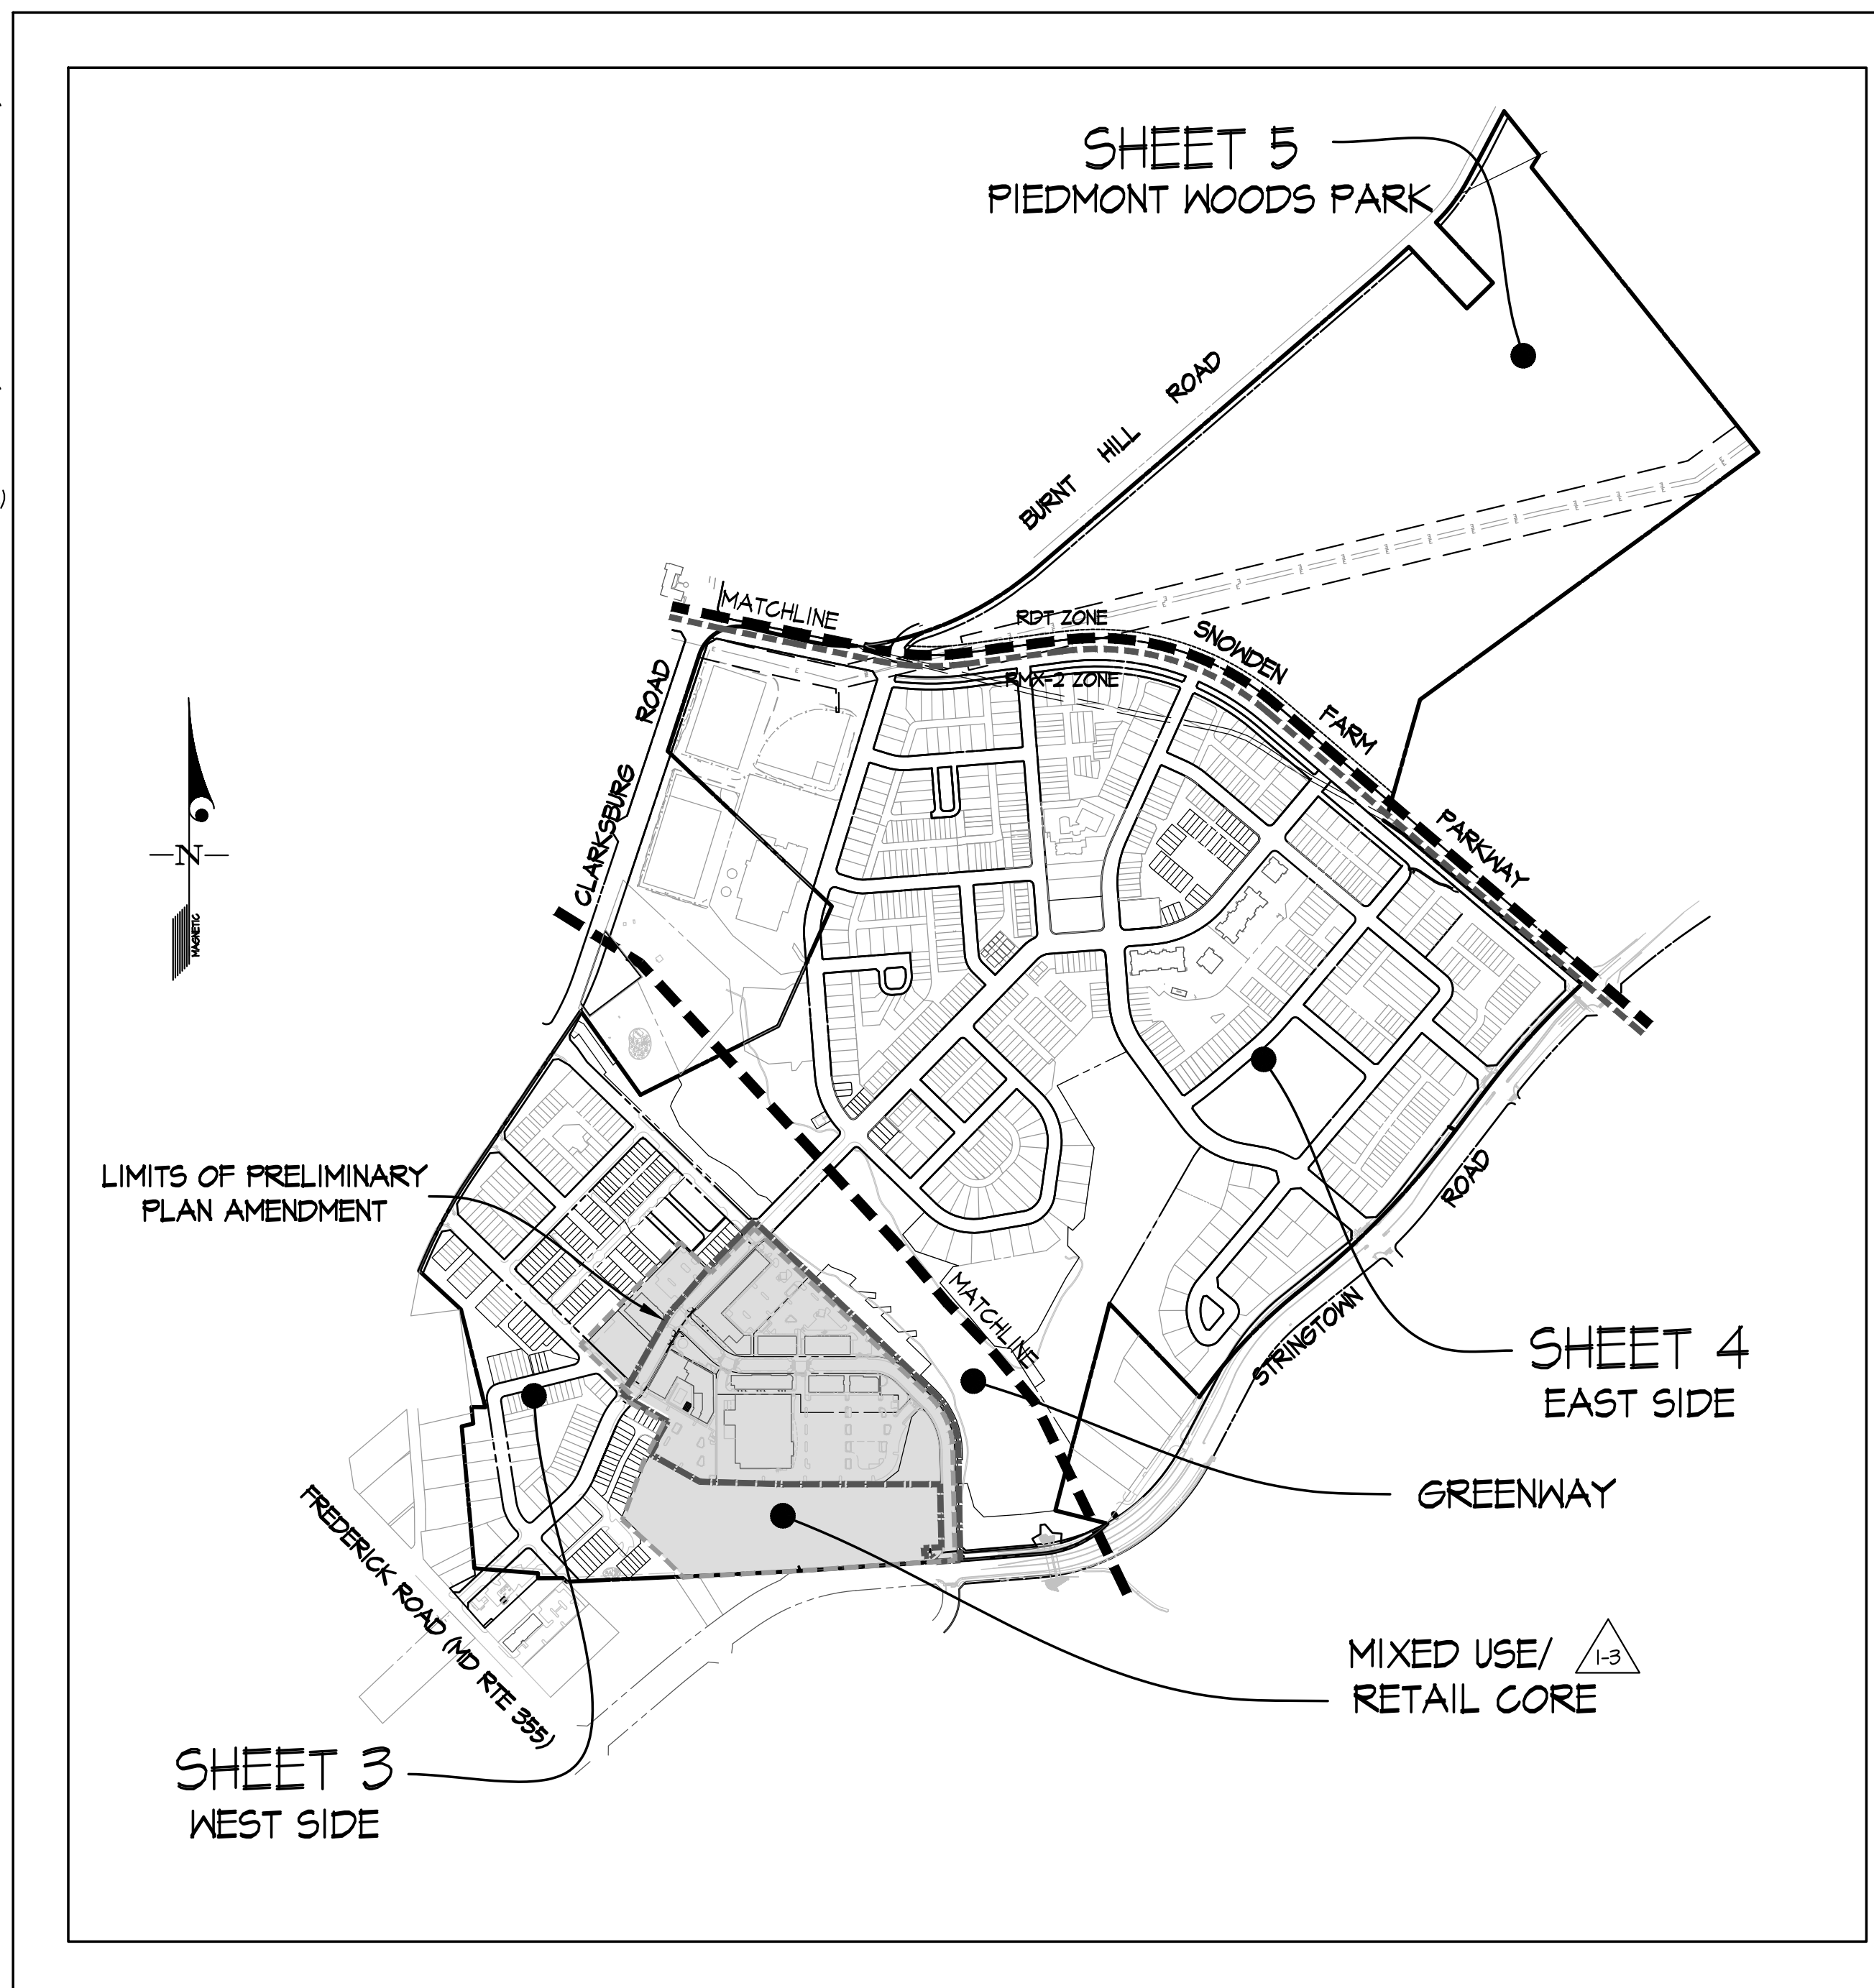 SHEET 5
PIEDMONT WOODS PARK
BURNT HILL ROAD
MATCHLINE
RDT ZONE
RMX-2 ZONE
SNOWDEN FARM PARKWAY
CLARKSBURG ROAD
N
MAGNETIC
LIMITS OF PRELIMINARY
PLAN AMENDMENT
MATCHLINE
STRINGTOWN ROAD
SHEET 4
EAST SIDE
GREENWAY
FREDERICK ROAD (MD RTE 355)
MIXED USE/
RETAIL CORE
1-3
SHEET 3
WEST SIDE